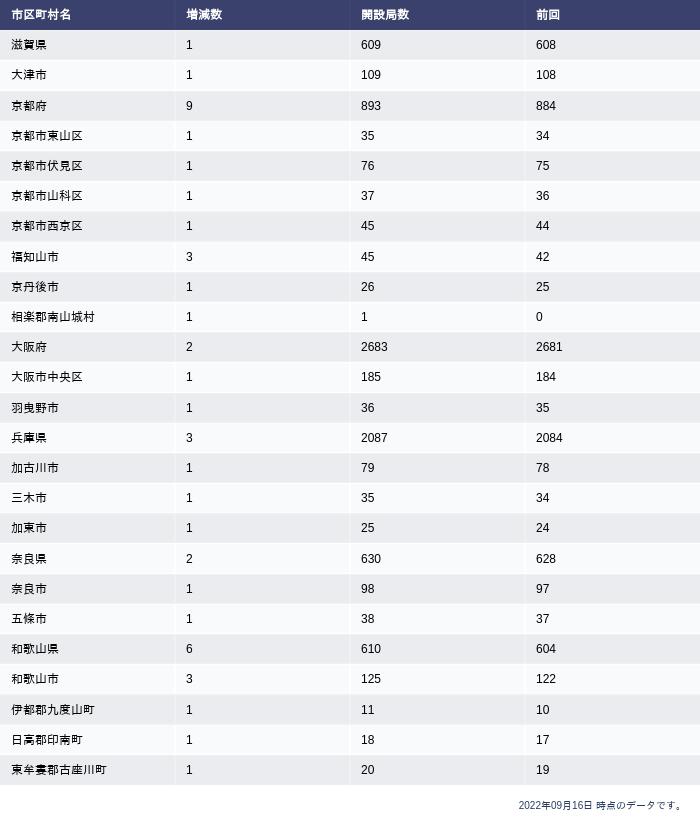 市区町村名 増減数 開設局数 前回
滋賀県 1 609 608
大津市 1 109 108
京都府 9 893 884
京都市東山区 1 35 34
京都市伏見区 1 76 75
京都市山科区 1 37 36
京都市西京区 1 45 44
福知山市 3 45 42
京丹後市 1 26 25
相楽郡南山城村 1 1 0
大阪府 2 2683 2681
大阪市中央区 1 185 184
羽曳野市 1 36 35
兵庫県 3 2087 2084
加古川市 1 79 78
三木市 1 35 34
加東市 1 25 24
奈良県 2 630 628
奈良市 1 98 97
五條市 1 38 37
和歌山県 6 610 604
和歌山市 3 125 122
伊都郡九度山町 1 11 10
日高郡印南町 1 18 17
東牟婁郡古座川町 1 20 19
2022年09月16日 時点のデータです。